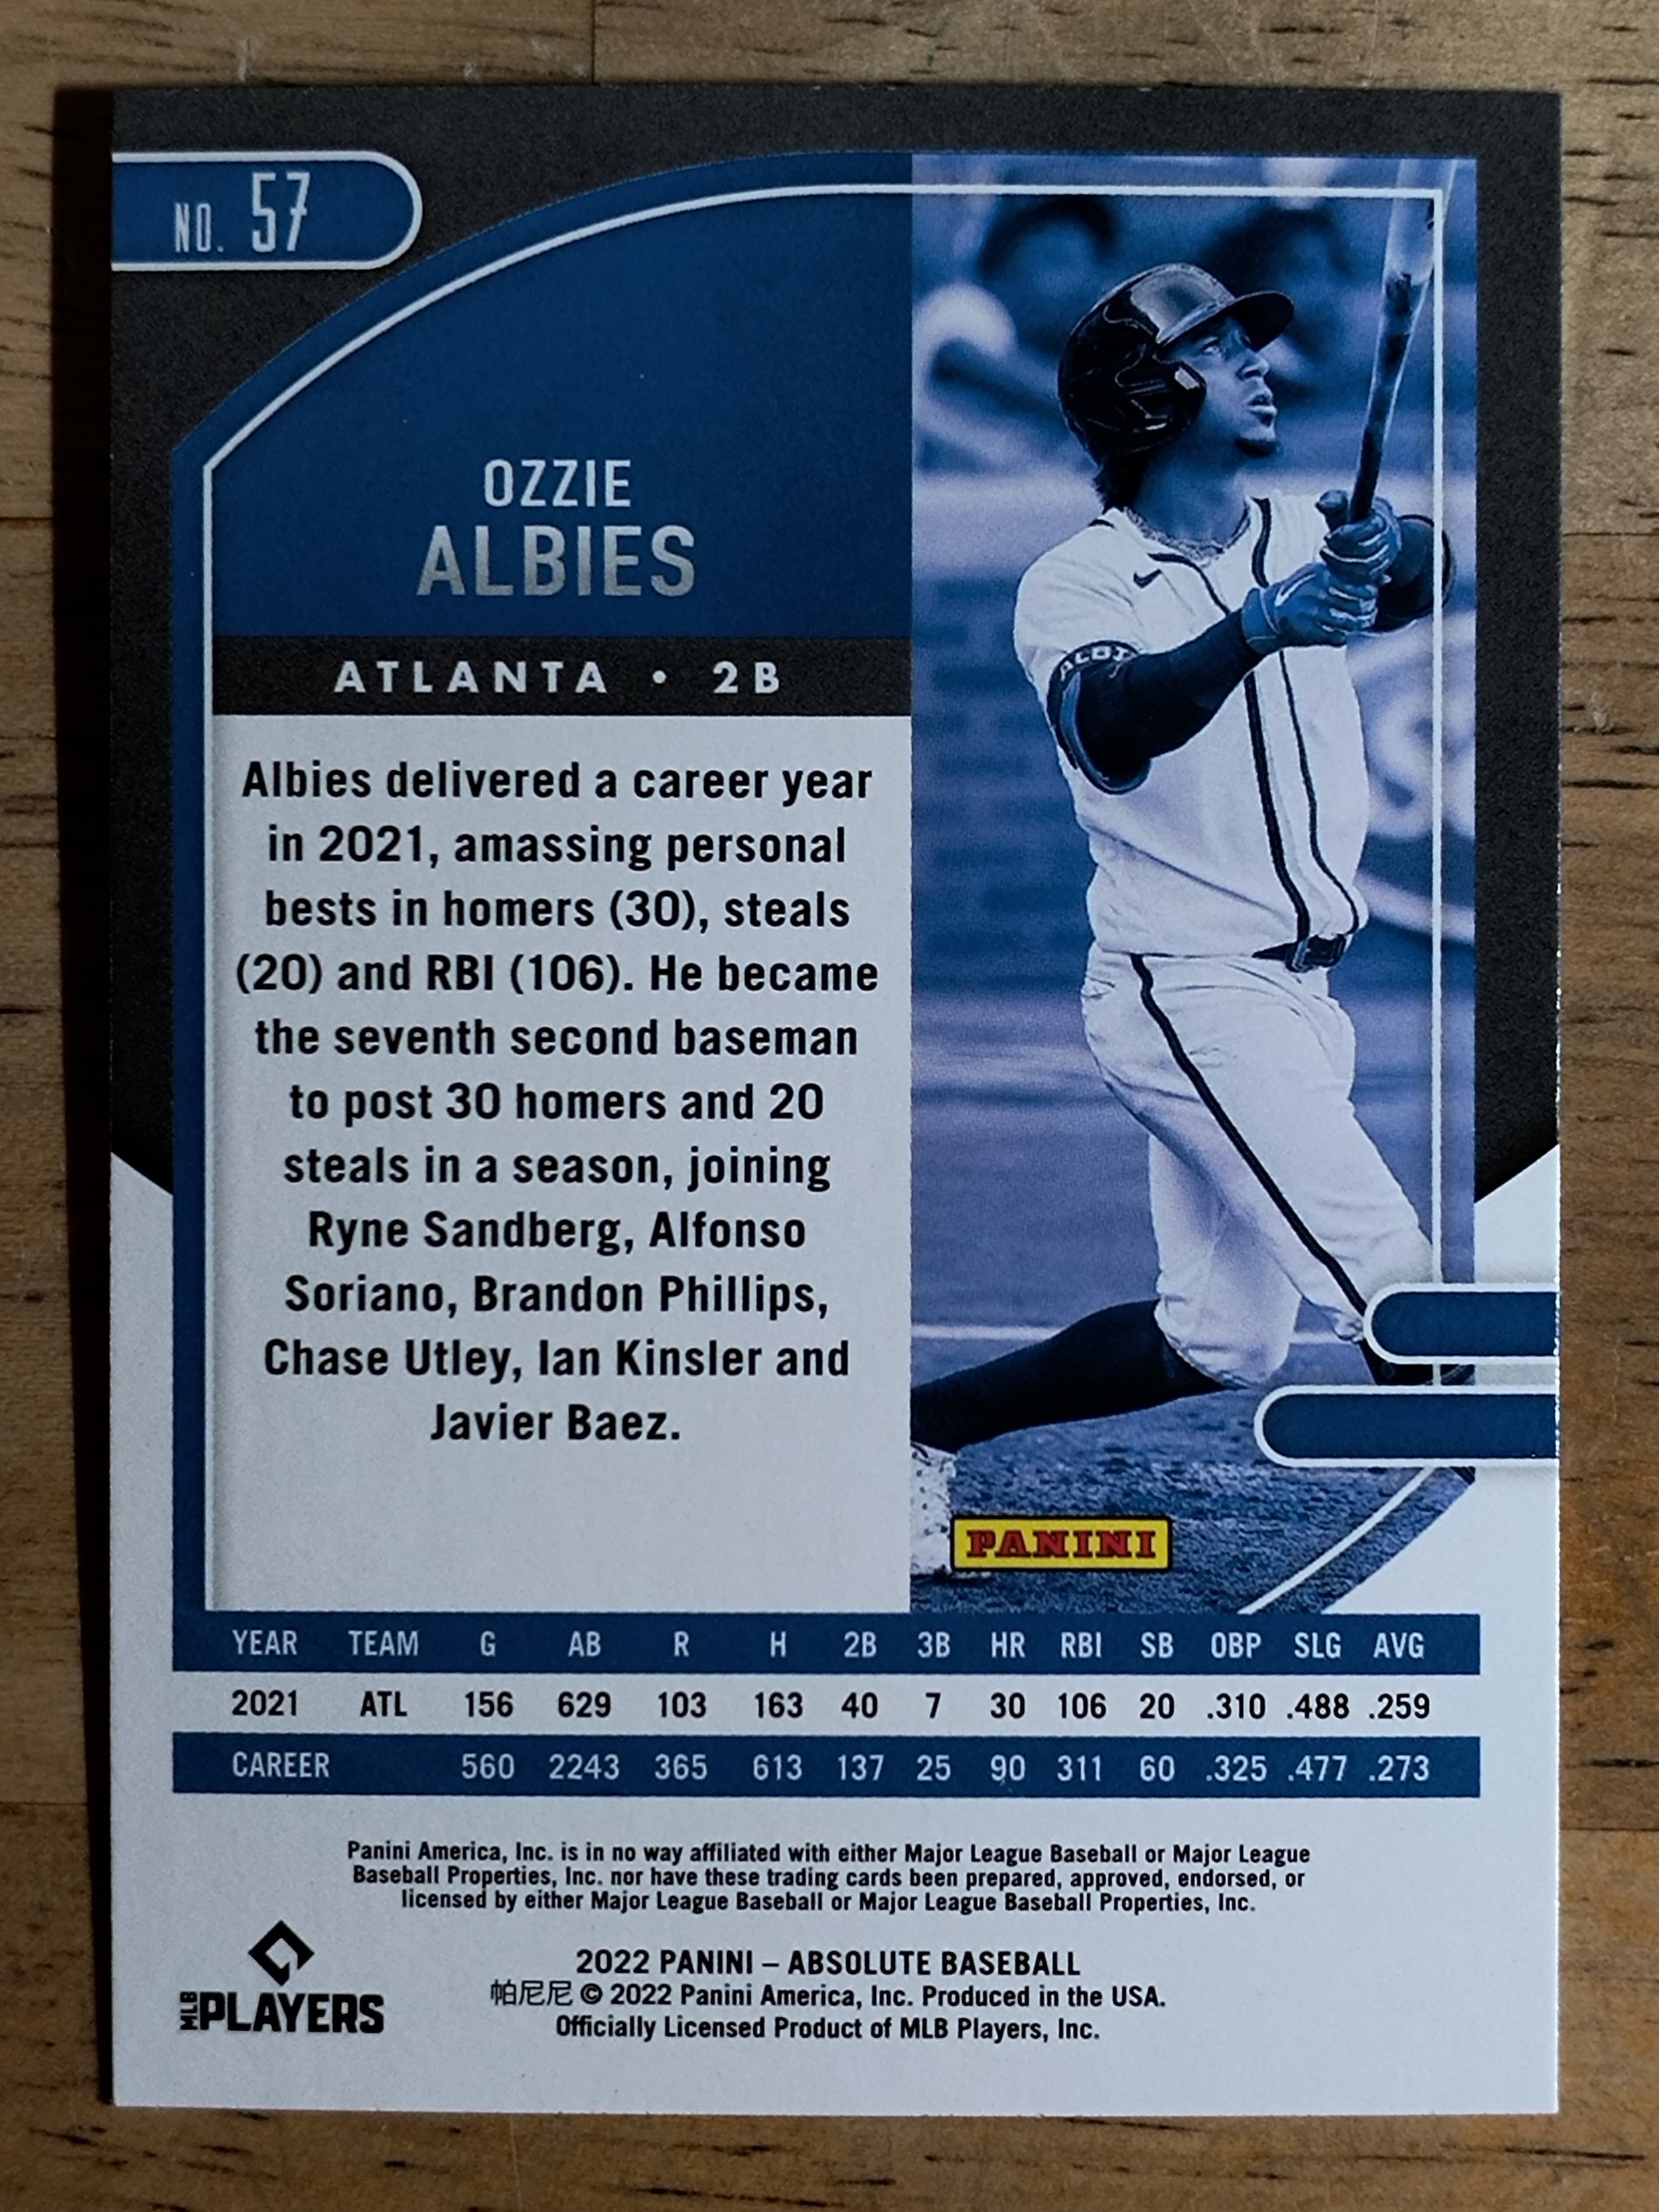 NO. 57
OZZIE
ALBIES
ATLANTA • 2B
Albies delivered a career year
in 2021, amassing personal
bests in homers (30), steals
(20) and RBI (106). He became
the seventh second baseman
to post 30 homers and 20
steals in a season, joining
Ryne Sandberg, Alfonso
Soriano, Brandon Phillips,
Chase Utley, Ian Kinsler and
Javier Baez.
PANINI
YEAR TEAM G AB R H 2B 3B HR RBI SB OBP SLG AVG
2021 ATL 156 629 103 163 40 7 30 106 20 .310 .488 .259
CAREER 560 2243 365 613 137 25 90 311 60 .325 .477 .273
Panini America, Inc. is in no way affiliated with either Major League Baseball or Major League
Baseball Properties, Inc. nor have these trading cards been prepared, approved, endorsed, or
licensed by either Major League Baseball or Major League Baseball Properties, Inc.
MLB PLAYERS
2022 PANINI – ABSOLUTE BASEBALL
帕尼尼 © 2022 Panini America, Inc. Produced in the USA.
Officially Licensed Product of MLB Players, Inc.